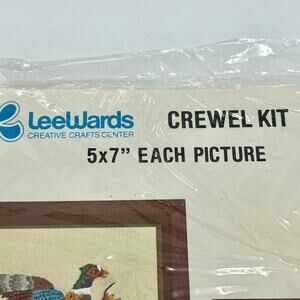 LeeWards
CREATIVE CRAFTS CENTER
CREWEL KIT
5x7" EACH PICTURE